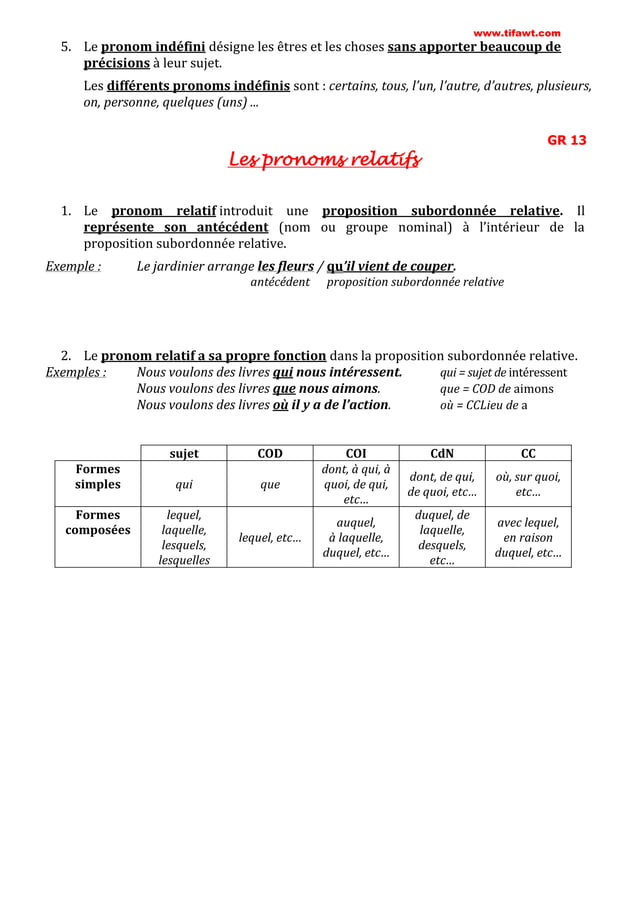 www.tifawt.com
5. Le pronom indéfini désigne les êtres et les choses sans apporter beaucoup de
précisions à leur sujet.
Les différents pronoms indéfinis sont : certains, tous, l’un, l’autre, d’autres, plusieurs,
on, personne, quelques (uns) ...
GR 13
Les pronoms relatifs
1. Le pronom relatif introduit une proposition subordonnée relative. Il
représente son antécédent (nom ou groupe nominal) à l’intérieur de la
proposition subordonnée relative.
Exemple : Le jardinier arrange les fleurs / qu’il vient de couper.
antécédent proposition subordonnée relative
2. Le pronom relatif a sa propre fonction dans la proposition subordonnée relative.
Exemples : Nous voulons des livres qui nous intéressent. qui = sujet de intéressent
Nous voulons des livres que nous aimons. que = COD de aimons
Nous voulons des livres où il y a de l’action. où = CCLieu de a
sujet COD COI CdN CC
Formes simples
qui
que
dont, à qui, à
quoi, de qui,
etc…
dont, de qui,
de quoi, etc…
où, sur quoi,
etc…
Formes composées
lequel,
laquelle,
lesquels,
lesquelles
lequel, etc…
auquel,
à laquelle,
duquel, etc…
duquel, de
laquelle,
desquels,
etc…
avec lequel,
en raison
duquel, etc…